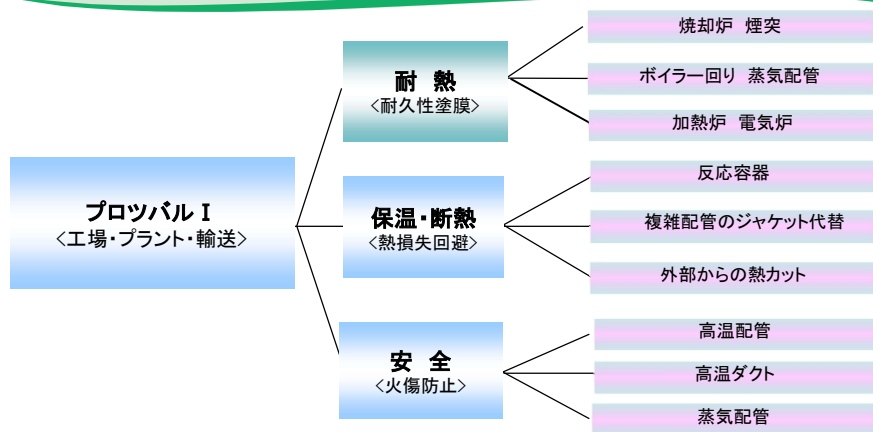 プロツバルⅠ
<工場・プラント・輸送>
耐 熱
<耐久性塗膜>
焼却炉 煙突
ボイラー回り 蒸気配管
加熱炉 電気炉
保温・断熱
<熱損失回避>
反応容器
複雑配管のジャケット代替
外部からの熱カット
安 全
<火傷防止>
高温配管
高温ダクト
蒸気配管